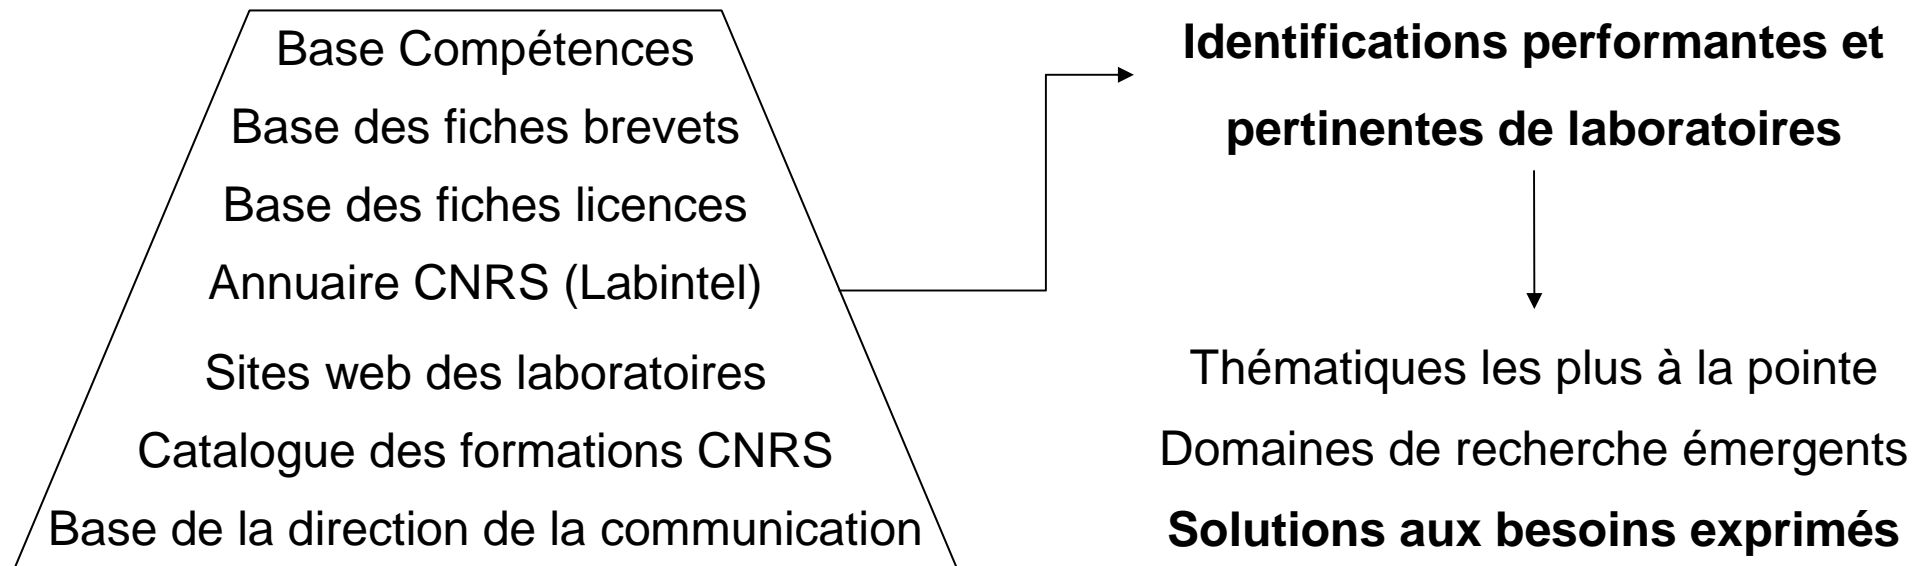 Base Compétences
Base des fiches brevets
Base des fiches licences
Annuaire CNRS (Labintel)
Sites web des laboratoires
Catalogue des formations CNRS
Base de la direction de la communication
Identifications performantes et
pertinentes de laboratoires
Thématiques les plus à la pointe
Domaines de recherche émergents
Solutions aux besoins exprimés